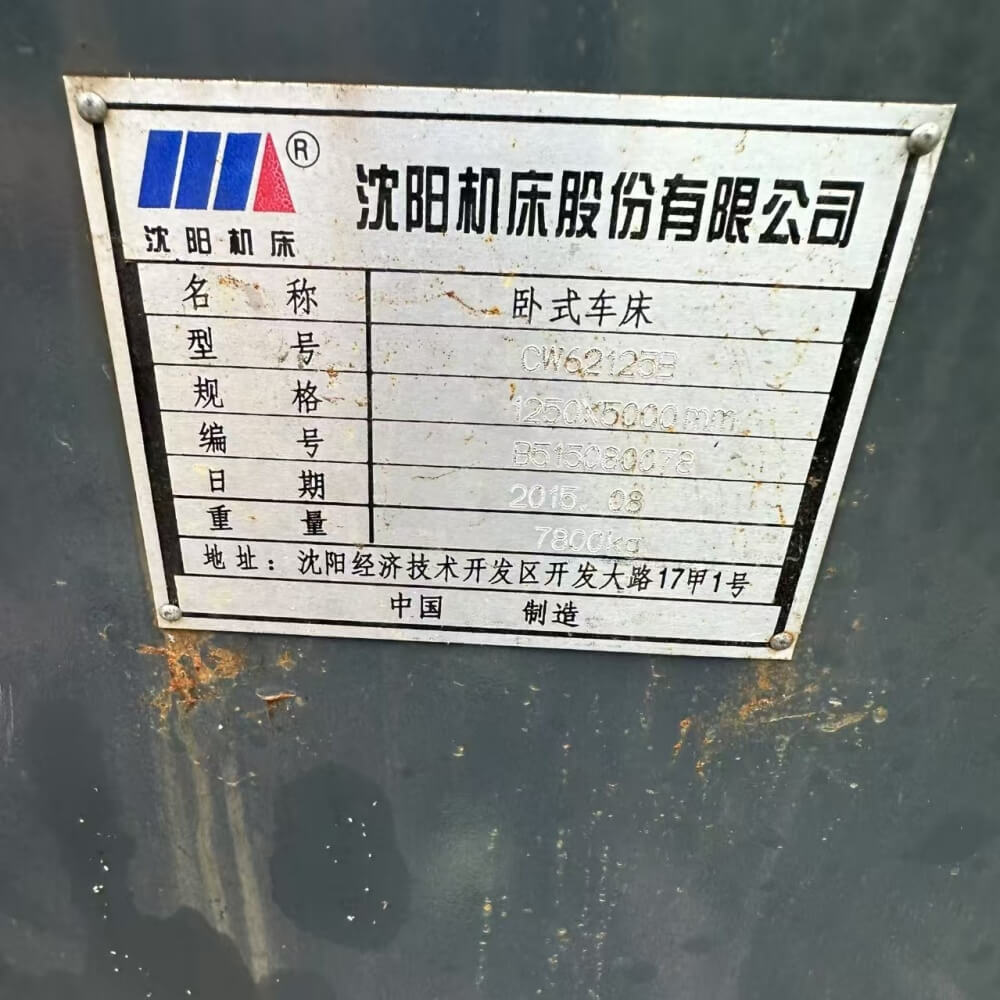 ®
沈阳机床
沈阳机床股份有限公司
名 称 卧式车床
型 号 CW62125B
规 格 1250X5000mm
编 号 B515080078
日 期 2015.08
重 量 7800kg
地址：沈阳经济技术开发区开发大路17甲1号
中国 制造